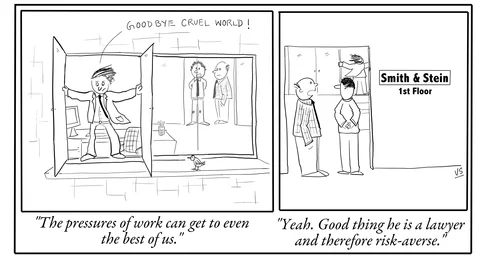 GOODBYE CRUEL WORLD!
"The pressures of work can get to even
the best of us."
Smith & Stein
1st Floor
VS
"Yeah. Good thing he is a lawyer
and therefore risk-averse."